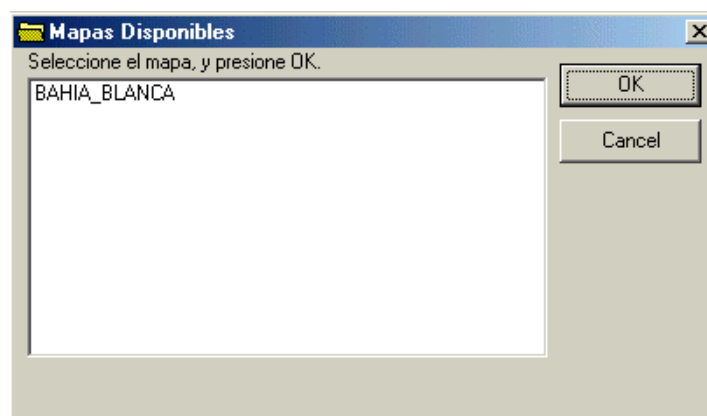 Mapas Disponibles
Seleccione el mapa, y presione OK.
BAHIA_BLANCA
OK
Cancel